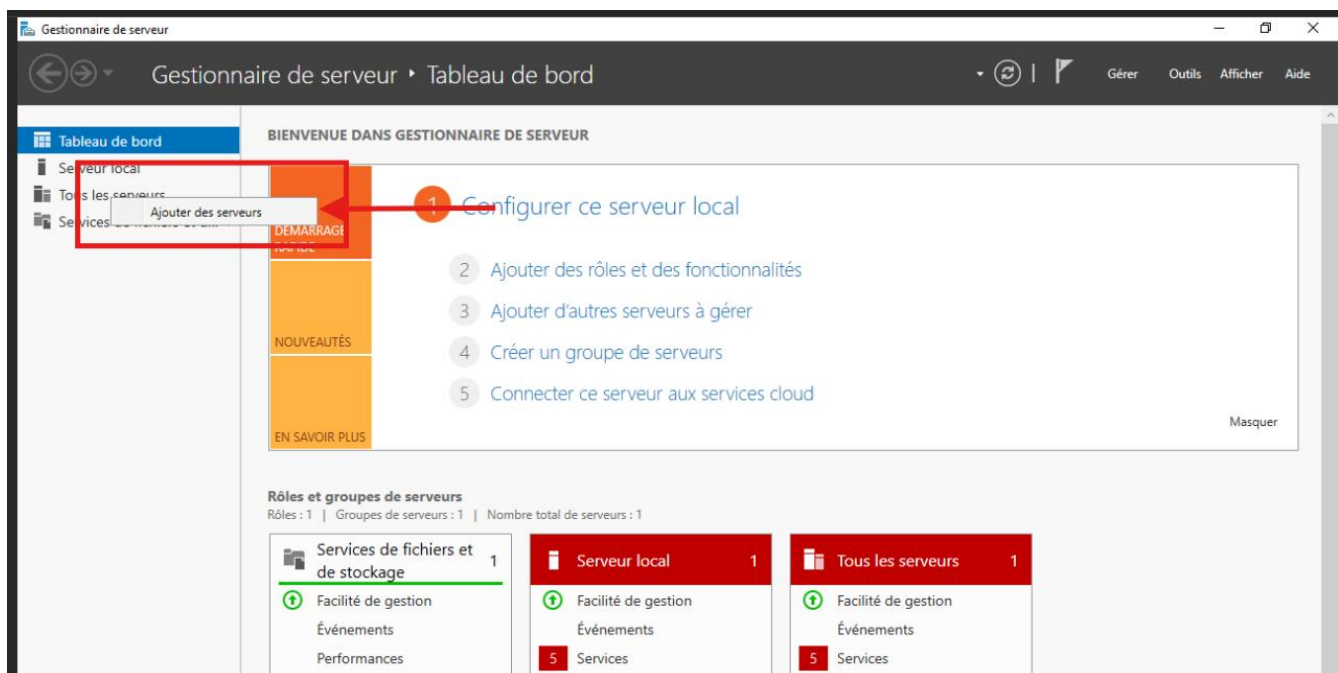 Gestionnaire de serveur
Gestionnaire de serveur • Tableau de bord
Gérer Outils Afficher Aide
Tableau de bord
Serveur local
Tous les serveurs
Ajouter des serveurs
Services de fichiers et d...
BIENVENUE DANS GESTIONNAIRE DE SERVEUR
DÉMARRAGE
RAPIDE
NOUVEAUTÉS
EN SAVOIR PLUS
1 Configurer ce serveur local
2 Ajouter des rôles et des fonctionnalités
3 Ajouter d'autres serveurs à gérer
4 Créer un groupe de serveurs
5 Connecter ce serveur aux services cloud
Masquer
Rôles et groupes de serveurs
Rôles : 1 | Groupes de serveurs : 1 | Nombre total de serveurs : 1
Services de fichiers et
de stockage
1
Facilité de gestion
Événements
Performances
Serveur local 1
Facilité de gestion
Événements
5 Services
Tous les serveurs 1
Facilité de gestion
Événements
5 Services